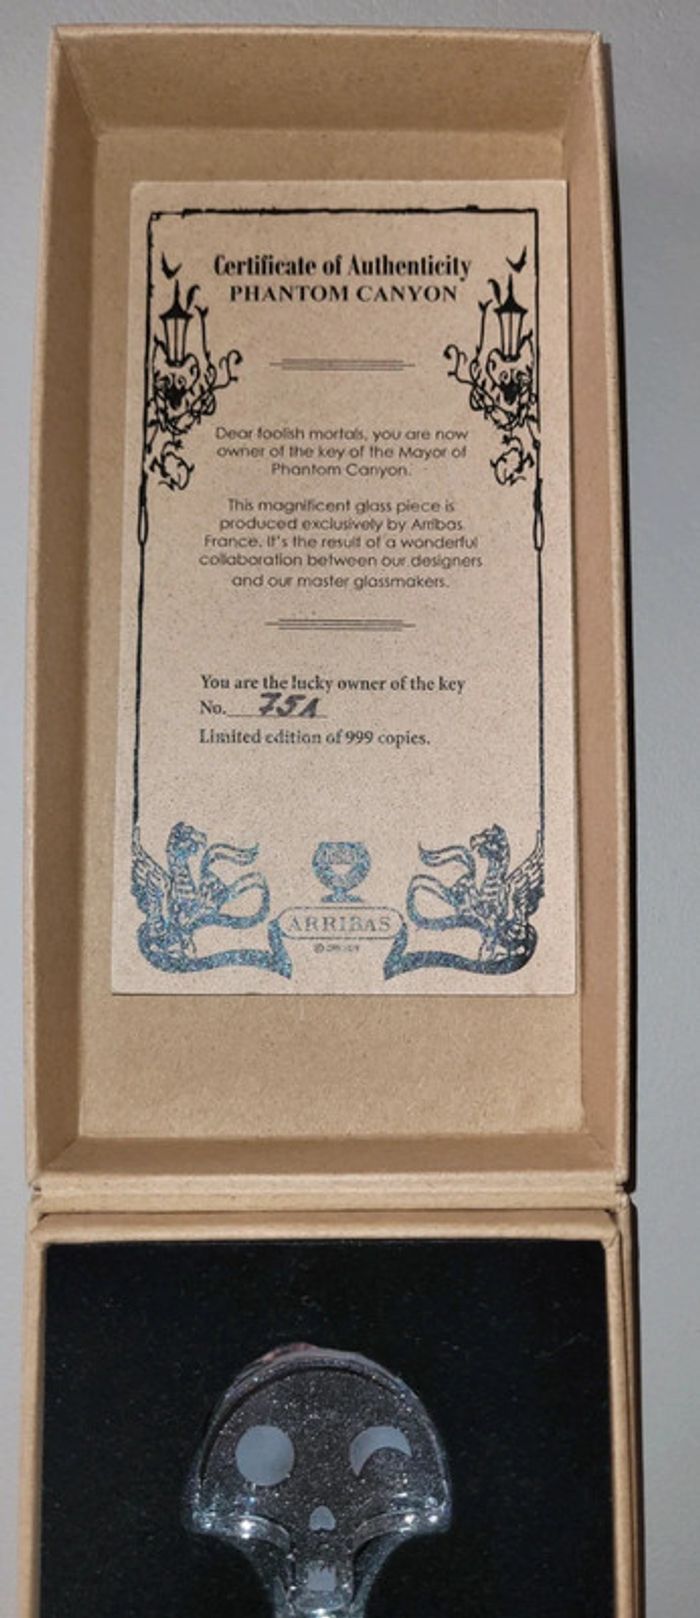 Certificate of Authenticity
PHANTOM CANYON
Dear foolish mortals, you are now
owner of the key of the Mayor of
Phantom Canyon.
This magnificent glass piece is
produced exclusively by Arribas
France. It's the result of a wonderful
collaboration between our designers
and our master glassmakers.
You are the lucky owner of the key
No. 751
Limited edition of 999 copies.
ARRIBAS